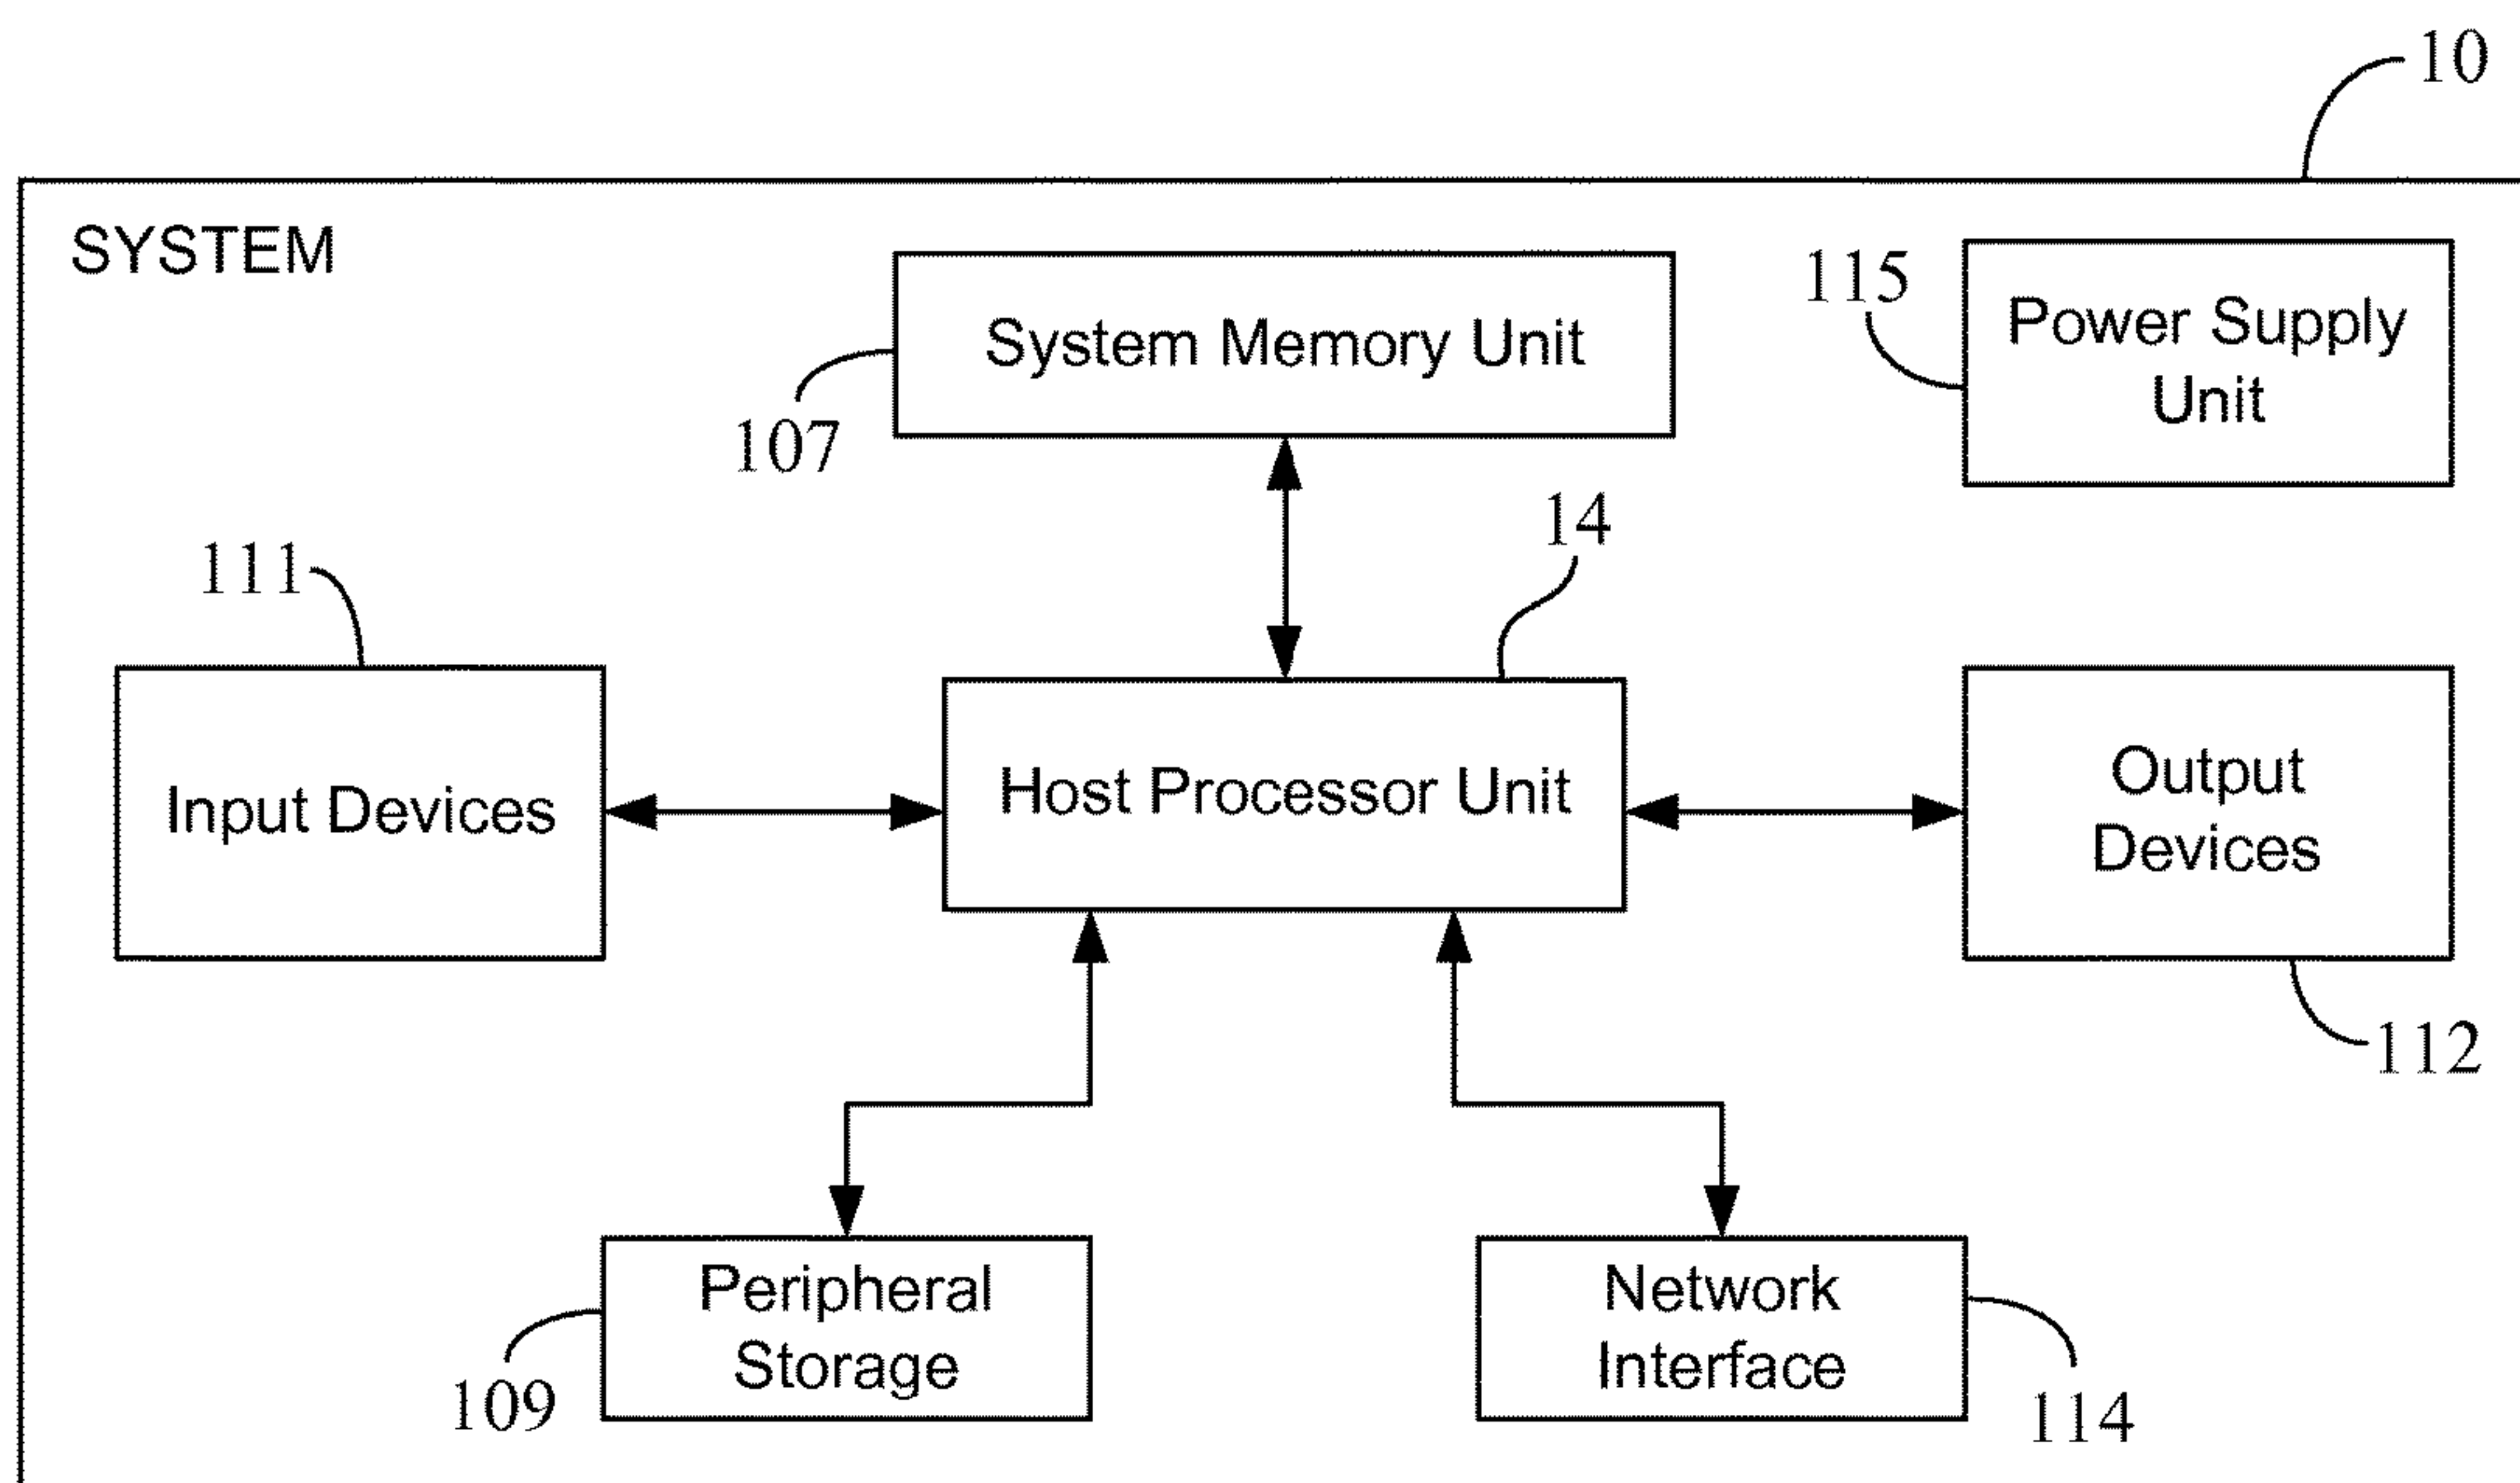 10
SYSTEM
System Memory Unit
107
115
Power Supply
Unit
14
111
Input Devices
Host Processor Unit
Output
Devices
112
Peripheral
Storage
109
Network
Interface
114